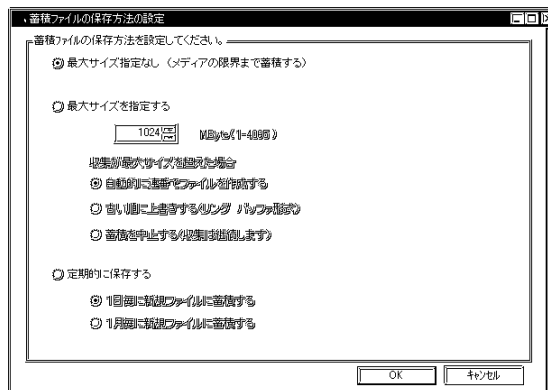 蓄積ファイルの保存方法の設定
蓄積ファイルの保存方法を設定してください。
最大サイズ指定なし（メディアの限界まで蓄積する）
最大サイズを指定する
1024 MByte(1-4095)
収集が最大サイズを超えた場合
自動的に連番でファイルを作成する
古い順に上書きする(リング バッファ形式)
蓄積を中止する(収集は継続します)
定期的に保存する
1日毎に新規ファイルに蓄積する
1月毎に新規ファイルに蓄積する
OK キャンセル